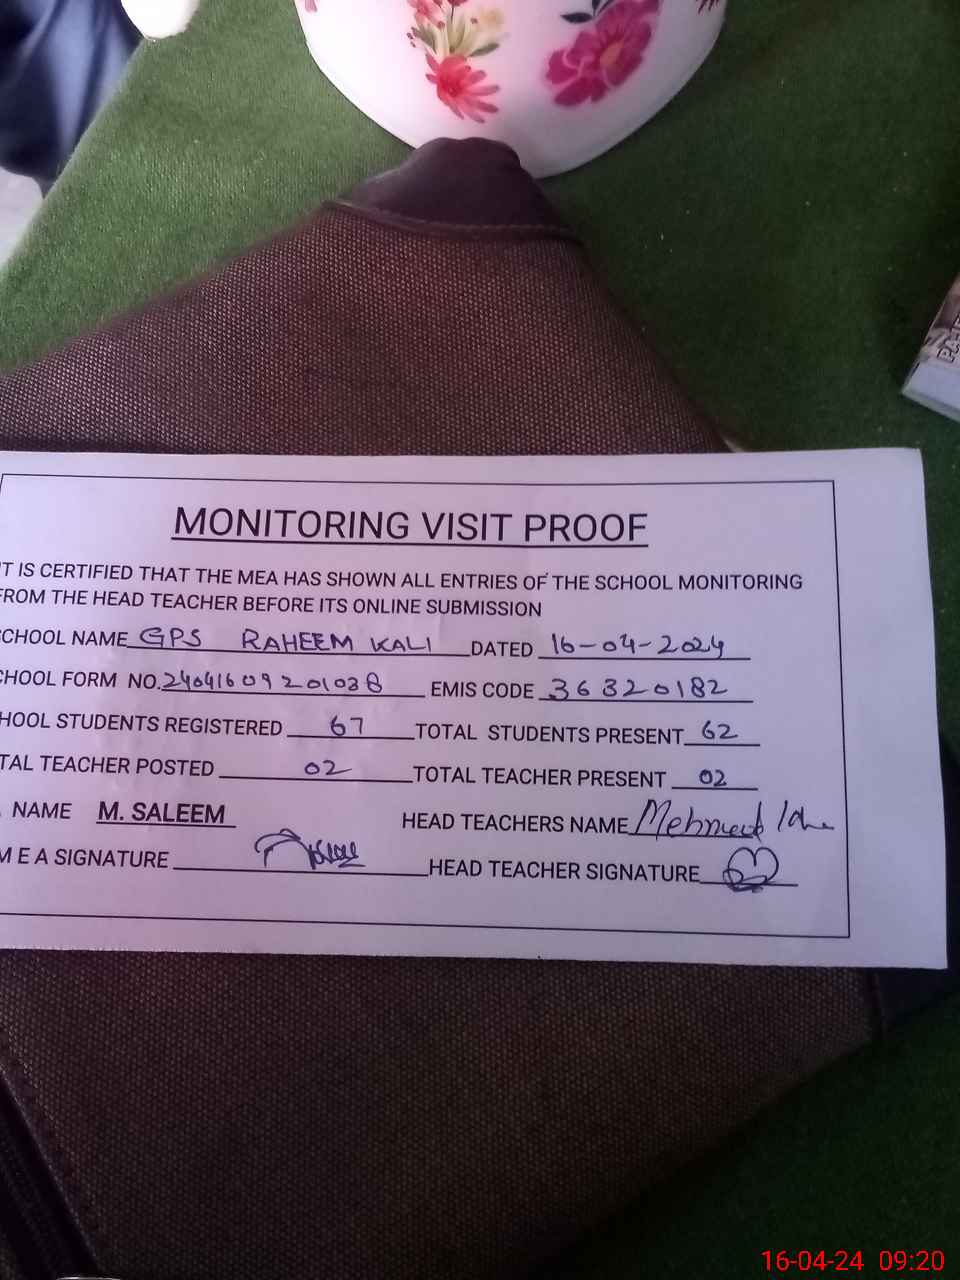 MONITORING VISIT PROOF
T IS CERTIFIED THAT THE MEA HAS SHOWN ALL ENTRIES OF THE SCHOOL MONITORING
FROM THE HEAD TEACHER BEFORE ITS ONLINE SUBMISSION
SCHOOL NAME GPS RAHEEM KALI DATED 16-04-2024
CHOOL FORM NO. 24041609201038 EMIS CODE 36320182
HOOL STUDENTS REGISTERED 67 TOTAL STUDENTS PRESENT 62
TAL TEACHER POSTED 02 TOTAL TEACHER PRESENT 02
NAME M. SALEEM HEAD TEACHERS NAME
M E A SIGNATURE HEAD TEACHER SIGNATURE
16-04-24 09:20